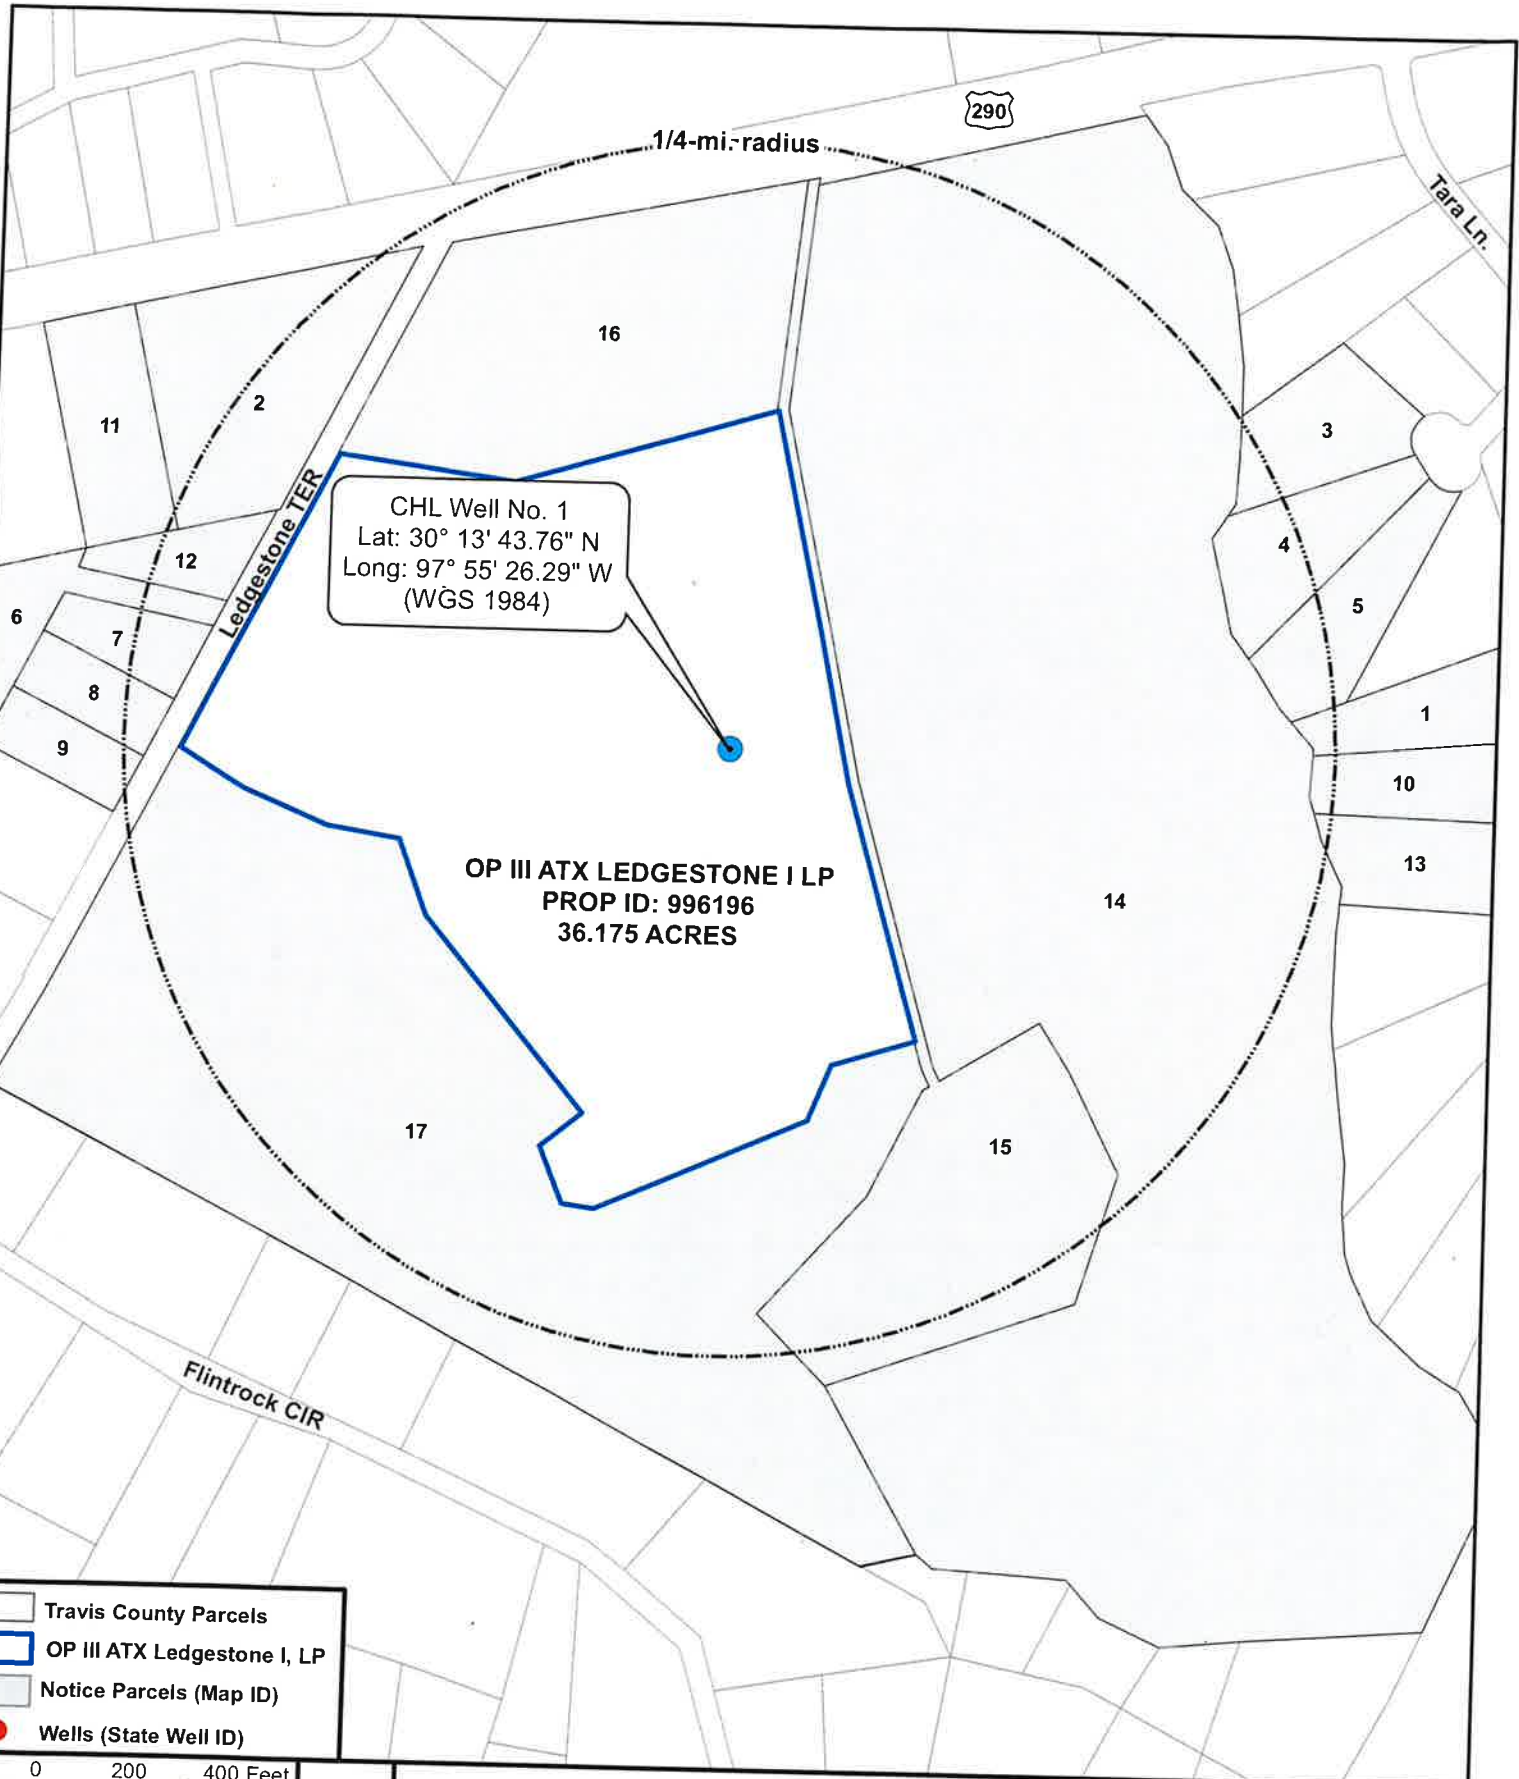 290
1/4-mi. radius
Tara Ln.
16
2
11
3
Ledgestone TER
CHL Well No. 1
Lat: 30° 13' 43.76" N
Long: 97° 55' 26.29" W
(WGS 1984)
4
12
5
6
7
8
1
9
10
OP III ATX LEDGESTONE I LP
PROP ID: 996196
36.175 ACRES
13
14
17
15
Flintrock CIR
Travis County Parcels
OP III ATX Ledgestone I, LP
Notice Parcels (Map ID)
Wells (State Well ID)
0 200 400 Feet